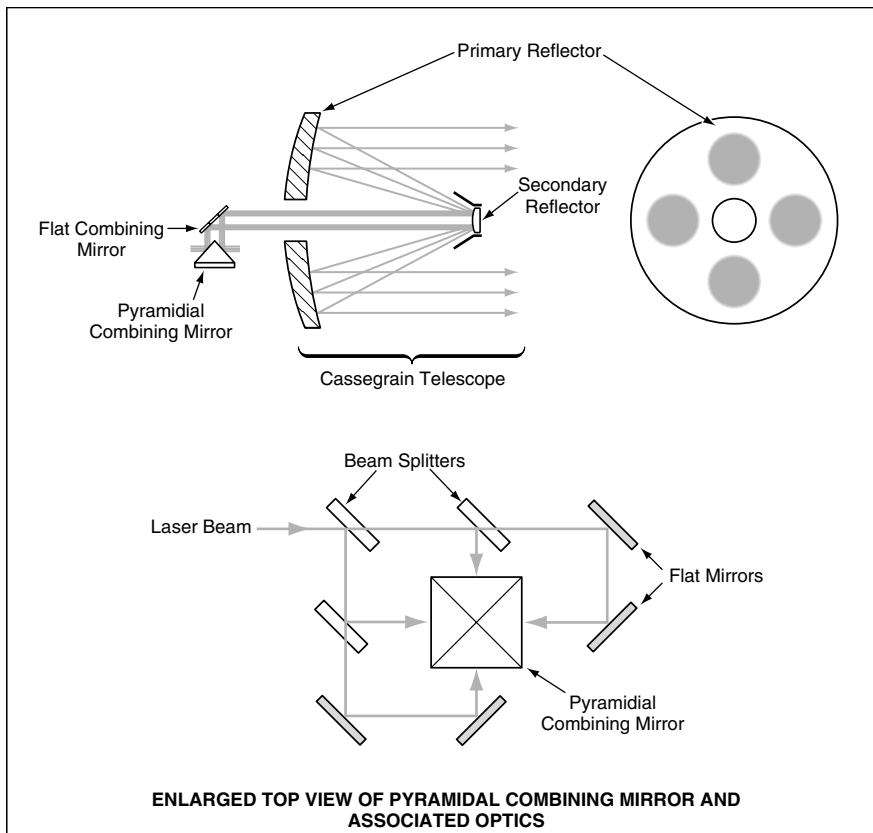 Primary Reflector
Secondary
Reflector
Flat Combining
Mirror
Pyramidial
Combining Mirror
Cassegrain Telescope
Beam Splitters
Laser Beam
Flat Mirrors
Pyramidial
Combining Mirror
ENLARGED TOP VIEW OF PYRAMIDAL COMBINING MIRROR AND
ASSOCIATED OPTICS